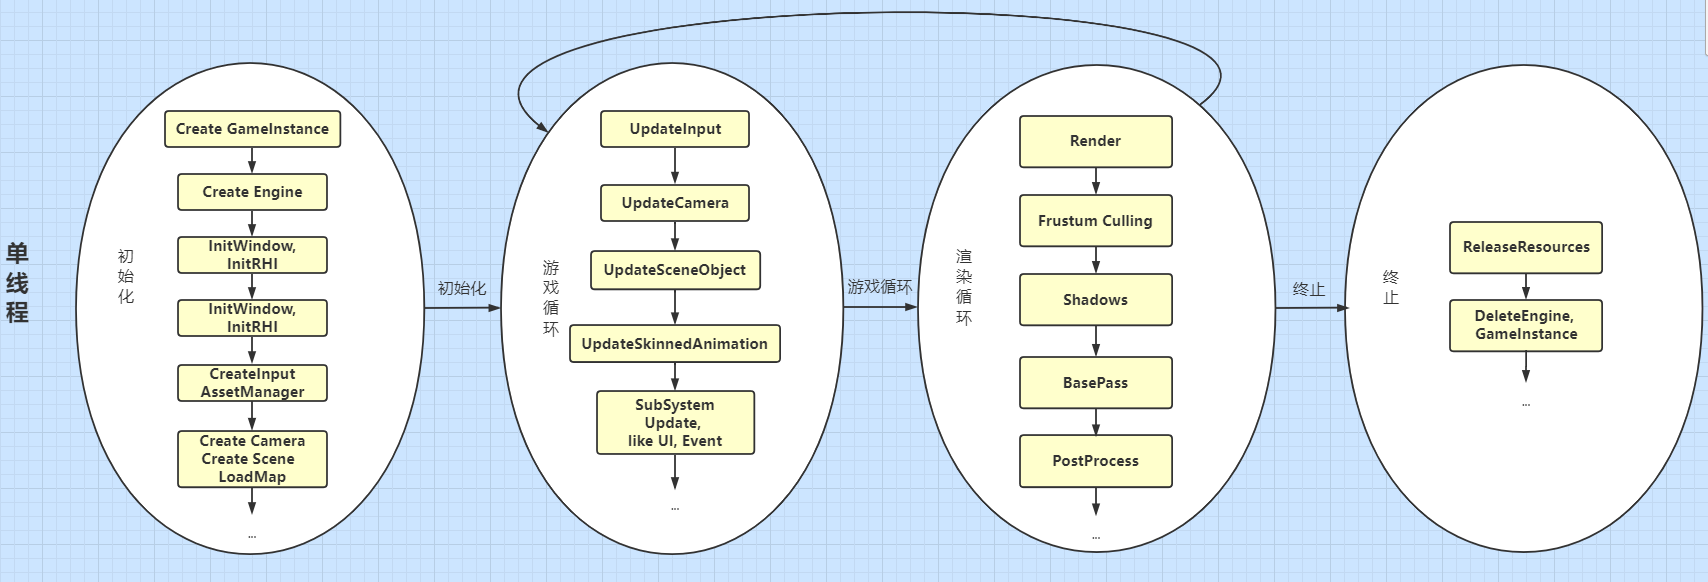 单线程
初始化
Create GameInstance
Create Engine
InitWindow,
InitRHI
InitWindow,
InitRHI
CreateInput
AssetManager
Create Camera
Create Scene
LoadMap
...
初始化
游戏循环
UpdateInput
UpdateCamera
UpdateSceneObject
UpdateSkinnedAnimation
SubSystem
Update,
like UI, Event
...
游戏循环
渲染循环
Render
Frustum Culling
Shadows
BasePass
PostProcess
...
终止
终止
ReleaseResources
DeleteEngine,
GameInstance
...